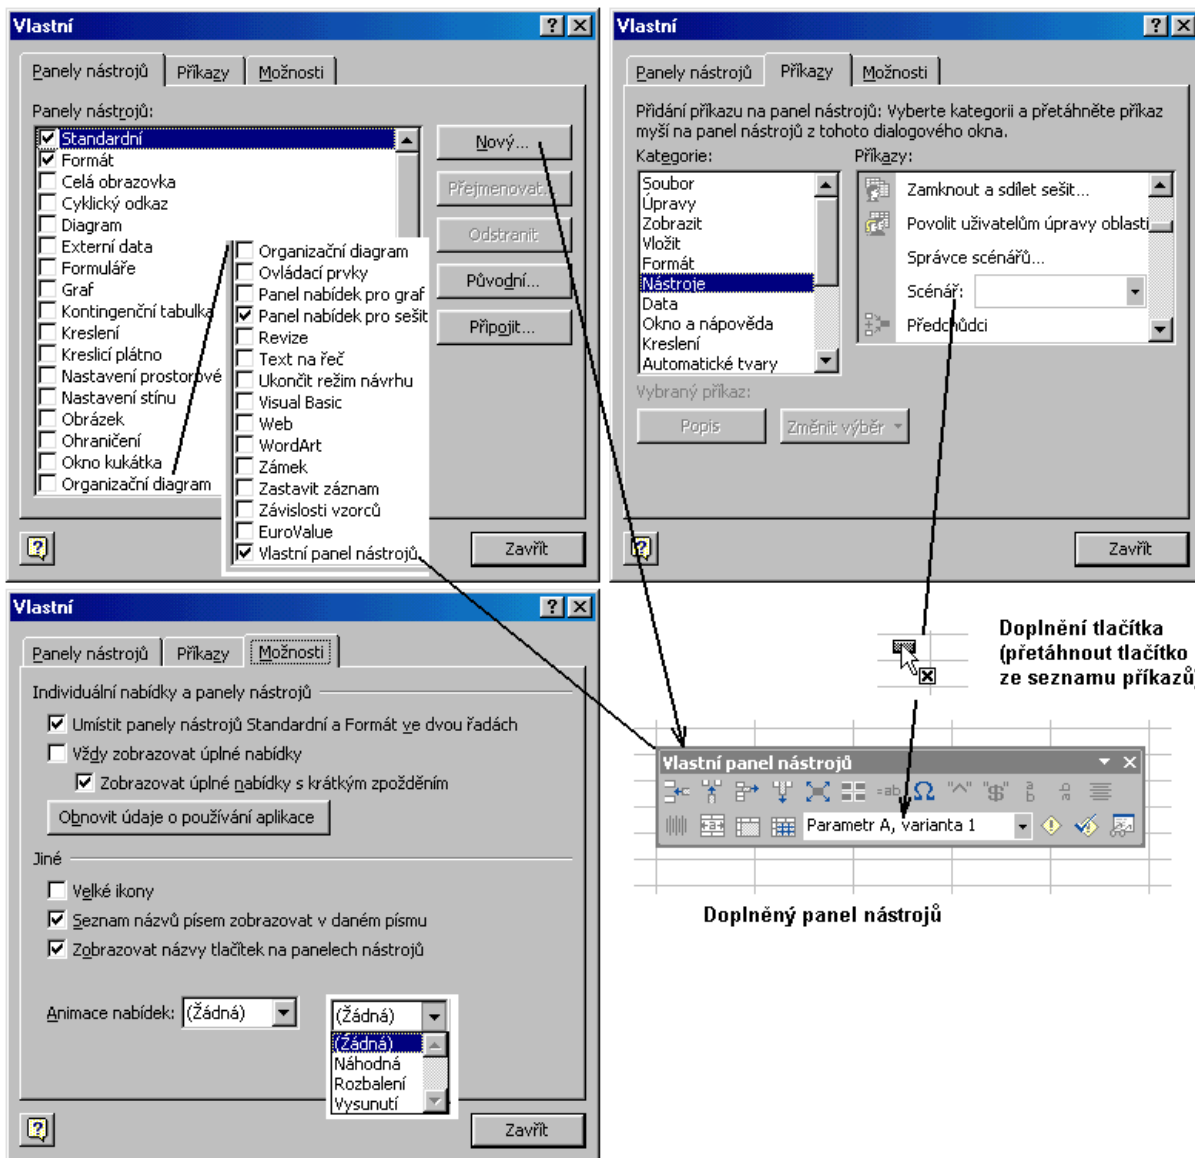 Vlastní
Panely nástrojů
Příkazy
Možnosti
Panely nástrojů:
Standardní
Formát
Celá obrazovka
Cyklický odkaz
Diagram
Externí data
Formuláře
Graf
Kontingenční tabulka
Kreslení
Kreslicí plátno
Nastavení prostorové
Nastavení stínu
Obrázek
Ohraničení
Okno kukátka
Organizační diagram
Organizační diagram
Ovládací prvky
Panel nabídek pro graf
Panel nabídek pro sešit
Revize
Text na řeč
Ukončit režim návrhu
Visual Basic
Web
WordArt
Zámek
Zastavit záznam
Závislosti vzorců
EuroValue
Vlastní panel nástrojů
Nový...
Přejmenovat...
Odstranit
Původní...
Připojit...
Zavřít
Vlastní
Panely nástrojů
Příkazy
Možnosti
Přidání příkazu na panel nástrojů: Vyberte kategorii a přetáhněte příkaz
myší na panel nástrojů z tohoto dialogového okna.
Kategorie:
Soubor
Úpravy
Zobrazit
Vložit
Formát
Nástroje
Data
Okno a nápověda
Kreslení
Automatické tvary
Příkazy:
Zamknout a sdílet sešit...
Povolit uživatelům úpravy oblasti
Správce scénářů...
Scénář:
Předchůdci
Vybraný příkaz:
Popis
Změnit výběr
Zavřít
Vlastní
Panely nástrojů
Příkazy
Možnosti
Individuální nabídky a panely nástrojů
Umístit panely nástrojů Standardní a Formát ve dvou řadách
Vždy zobrazovat úplné nabídky
Zobrazovat úplné nabídky s krátkým zpožděním
Obnovit údaje o používání aplikace
Jiné
Velké ikony
Seznam názvů písem zobrazovat v daném písmu
Zobrazovat názvy tlačítek na panelech nástrojů
Animace nabídek:
(Žádná)
(Žádná)
(Žádná)
Náhodná
Rozbalení
Vysunutí
Zavřít
Doplnění tlačítka
(přetáhnout tlačítko
ze seznamu příkazů)
Vlastní panel nástrojů
=ab Ω "^" "$"
Parametr A, varianta 1
Doplněný panel nástrojů